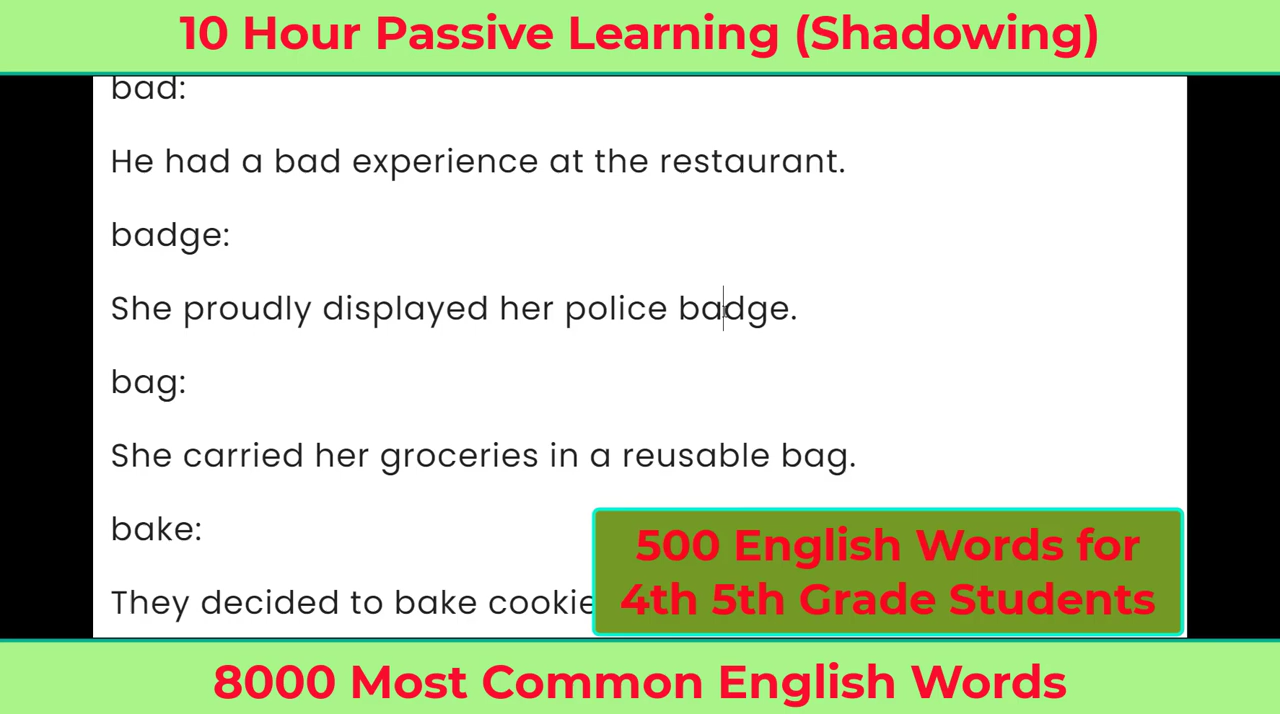 10 Hour Passive Learning (Shadowing)
bad:
He had a bad experience at the restaurant.
badge:
She proudly displayed her police badge.
bag:
She carried her groceries in a reusable bag.
bake:
They decided to bake cookie
500 English Words for
4th 5th Grade Students
8000 Most Common English Words